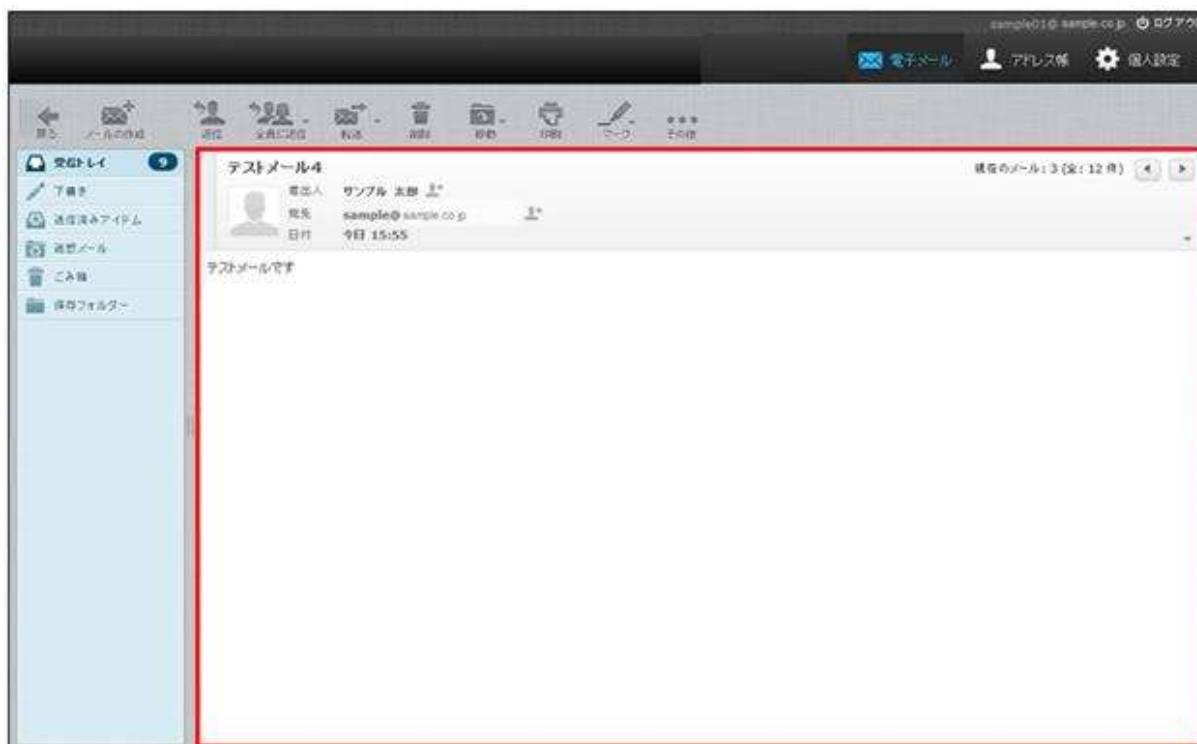 sample01@ sample.co.jp ログアウ
電子メール アドレス帳 個人設定
戻る メールの作成 返信 全員に返信 転送 削除 移動 印刷 マーク その他
受信トレイ 9
下書き
送信済みアイテム
迷惑メール
ごみ箱
保存フォルダー
テストメール4
現在のメール: 3 (全: 12 件)
差出人 サンプル 太郎
宛先 sample@ sample.co.jp
日付 今日 15:55
テストメールです